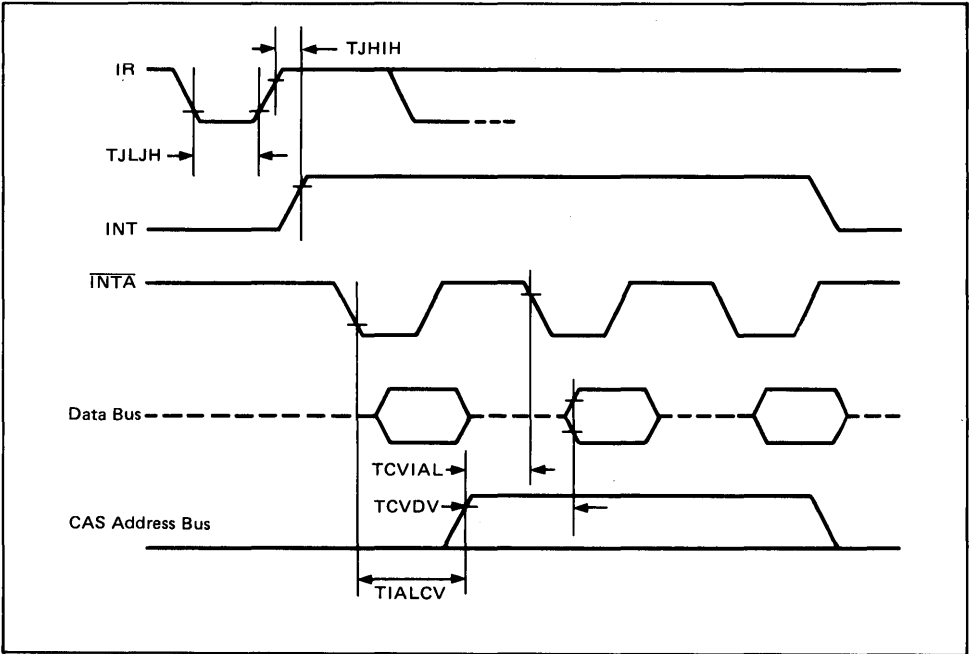 TJHIH
IR
TJLJH
INT
INTA
Data Bus
TCVIAL
TCVDV
CAS Address Bus
TIALCV